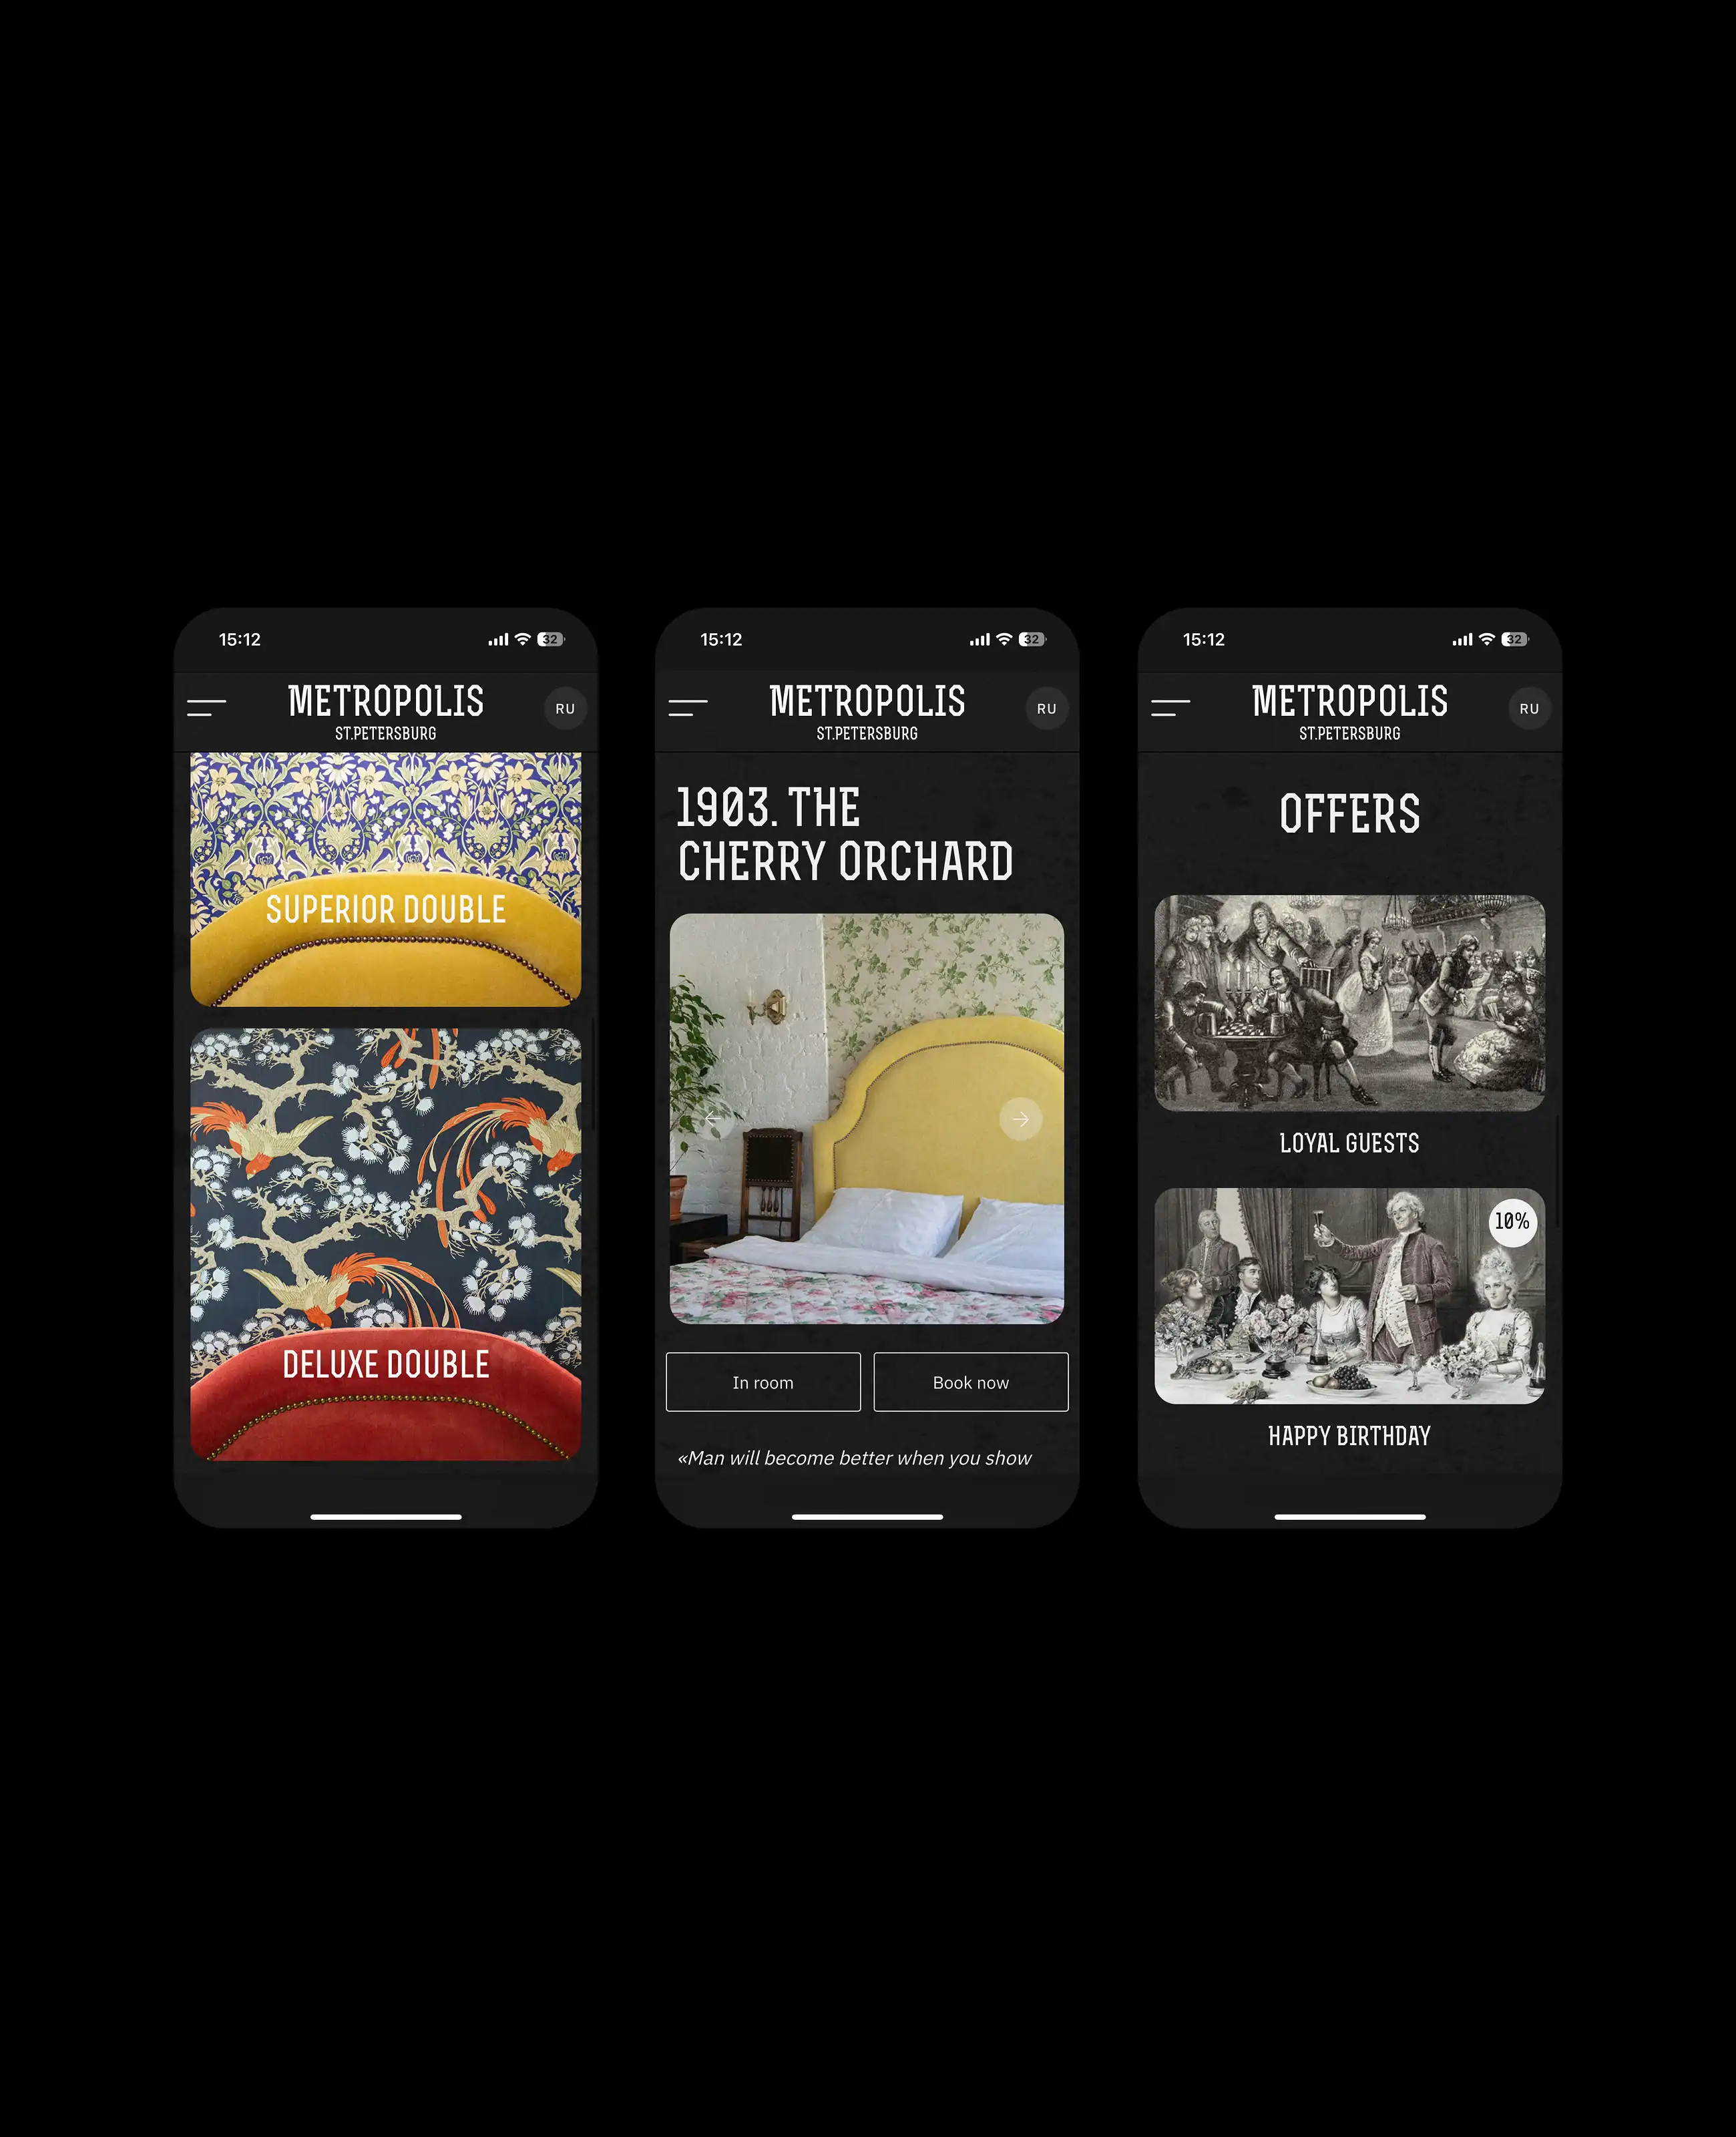 15:12
32
METROPOLIS
ST.PETERSBURG
RU
SUPERIOR DOUBLE
DELUXE DOUBLE
15:12
32
METROPOLIS
ST.PETERSBURG
RU
1903. THE
CHERRY ORCHARD
In room
Book now
«Man will become better when you show
15:12
32
METROPOLIS
ST.PETERSBURG
RU
OFFERS
LOYAL GUESTS
10%
HAPPY BIRTHDAY